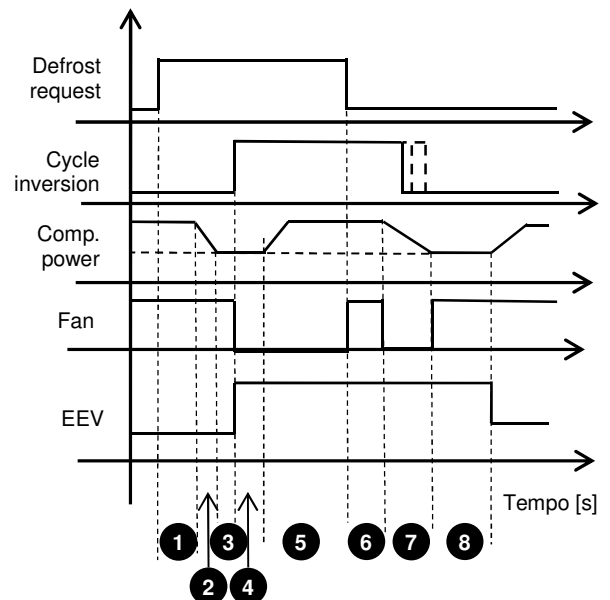 Defrost
request
Cycle
inversion
Comp.
power
Fan
EEV
Tempo [s]
1 3 5 6 7 8
2 4